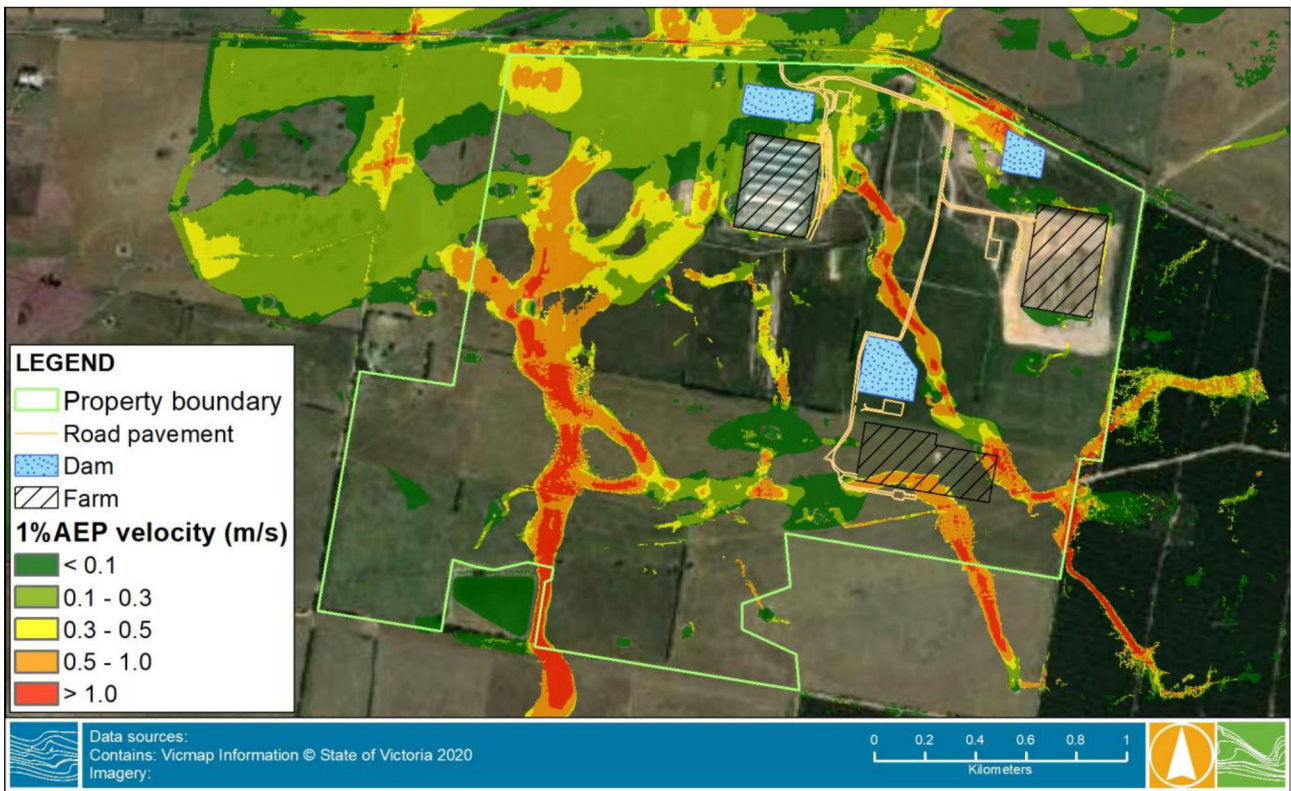 LEGEND
Property boundary
Road pavement
Dam
Farm
1%AEP velocity (m/s)
< 0.1
0.1 - 0.3
0.3 - 0.5
0.5 - 1.0
> 1.0
Data sources:
Contains: Vicmap Information © State of Victoria 2020
Imagery:
0 0.2 0.4 0.6 0.8 1
Kilometers